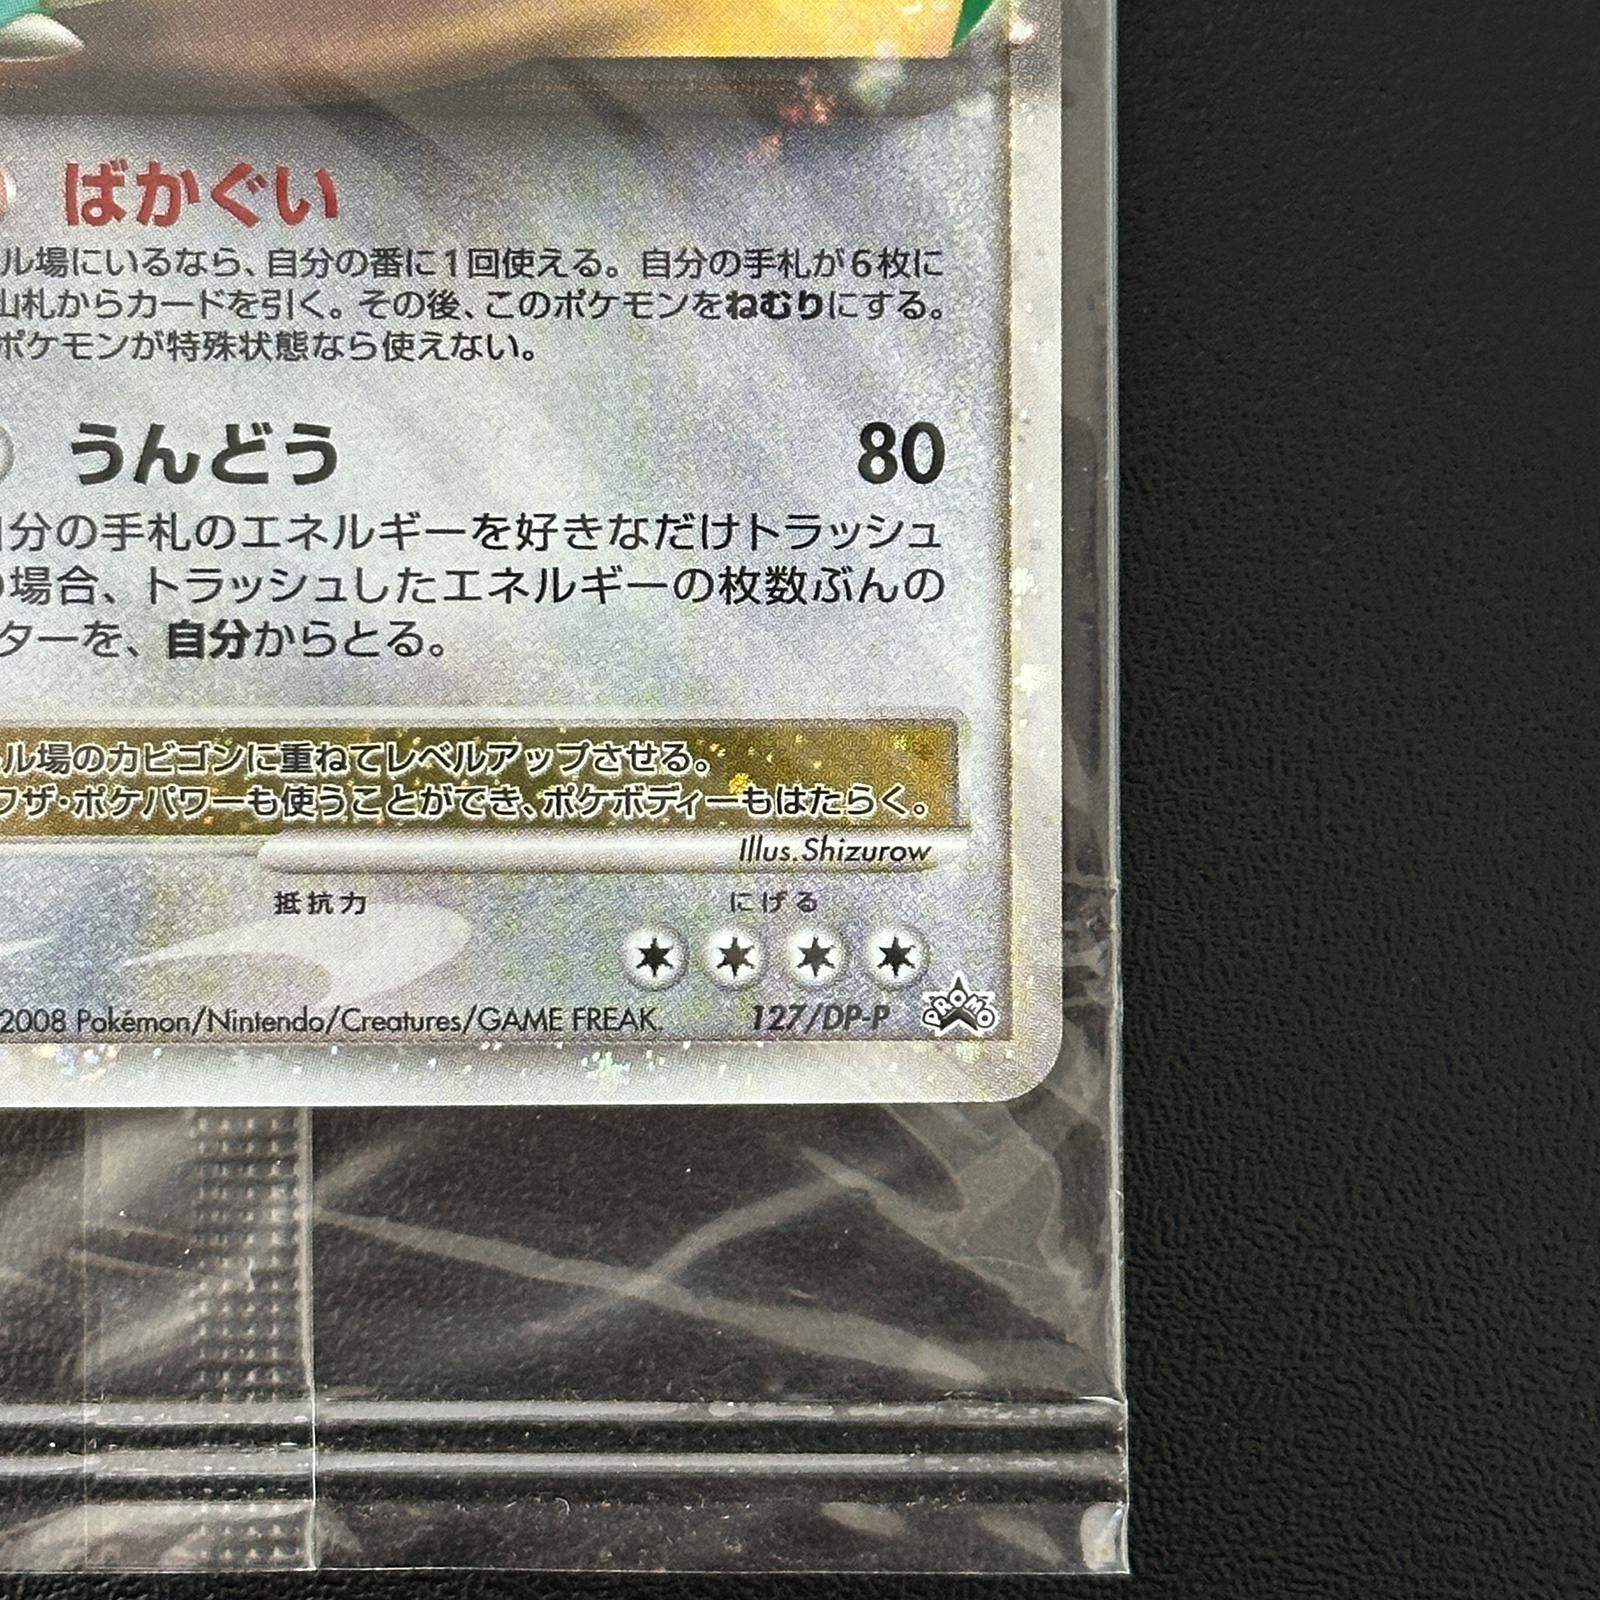 ばかぐい
ル場にいるなら、自分の番に1回使える。自分の手札が6枚に
山札からカードを引く。その後、このポケモンをねむりにする。
ポケモンが特殊状態なら使えない。
うんどう 80
自分の手札のエネルギーを好きなだけトラッシュ
の場合、トラッシュしたエネルギーの枚数ぶんの
ターを、自分からとる。
ル場のカビゴンに重ねてレベルアップさせる。
ワザ・ポケパワーも使うことができ、ポケボディーもはたらく。
Illus.Shizurow
抵抗力 にげる
2008 Pokémon/Nintendo/Creatures/GAME FREAK. 127/DP-P PROMO